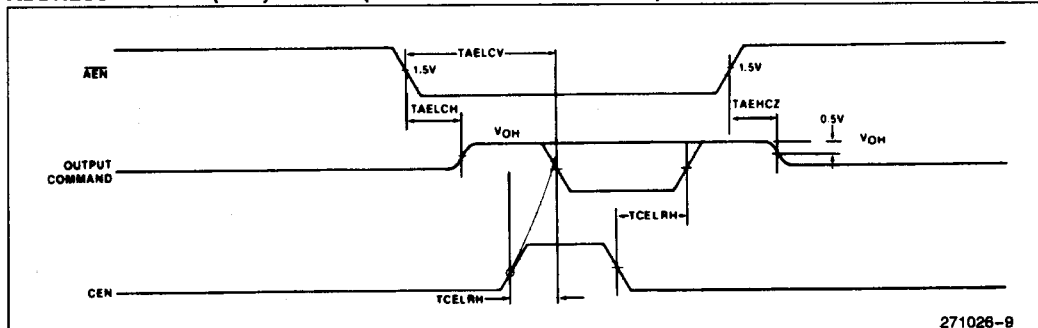 TAELCV
AEN
1.5V
1.5V
TAELCH
TAEHCZ
0.5V
VOH
VOH
OUTPUT
COMMAND
TCELRH
CEN
TCELRH
271026-9